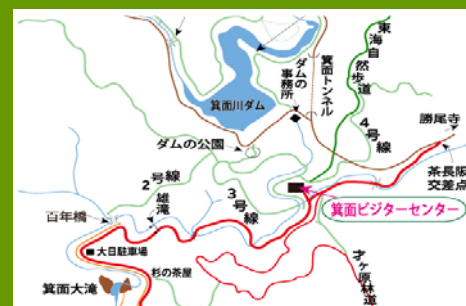 東海自然歩道
箕面トンネル
ダムの事務所
箕面川ダム
勝尾寺
4号線
ダムの公園
茶長阪
交差点
2号線
雄滝
3号線
箕面ビジターセンター
百年橋
大日駐車場
才ヶ原林道
杉の茶屋
箕面大滝